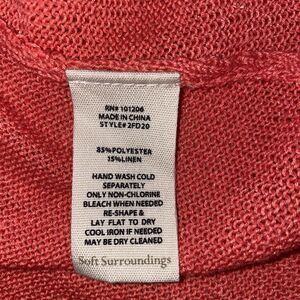 RN# 101206
MADE IN CHINA
STYLE# 2FD20
85%POLYESTER
15%LINEN
HAND WASH COLD
SEPARATELY
ONLY NON-CHLORINE
BLEACH WHEN NEEDED
RE-SHAPE &
LAY FLAT TO DRY
COOL IRON IF NEEDED
MAY BE DRY CLEANED
Soft Surroundings